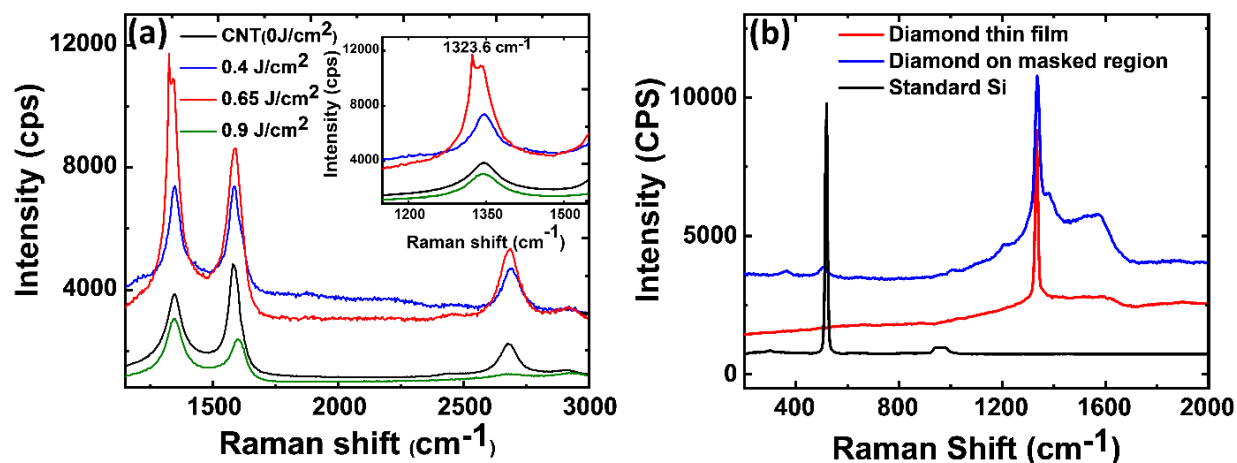 (a)
CNT(0J/cm²)
0.4 J/cm²
0.65 J/cm²
0.9 J/cm²
12000
8000
4000
Intensity (cps)
1500 2000 2500 3000
Raman shift (cm⁻¹)
1323.6 cm⁻¹
12000
8000
4000
Intensity (cps)
1200 1350 1500
Raman shift (cm⁻¹)
(b)
Diamond thin film
Diamond on masked region
Standard Si
10000
5000
0
Intensity (CPS)
400 800 1200 1600 2000
Raman Shift (cm⁻¹)